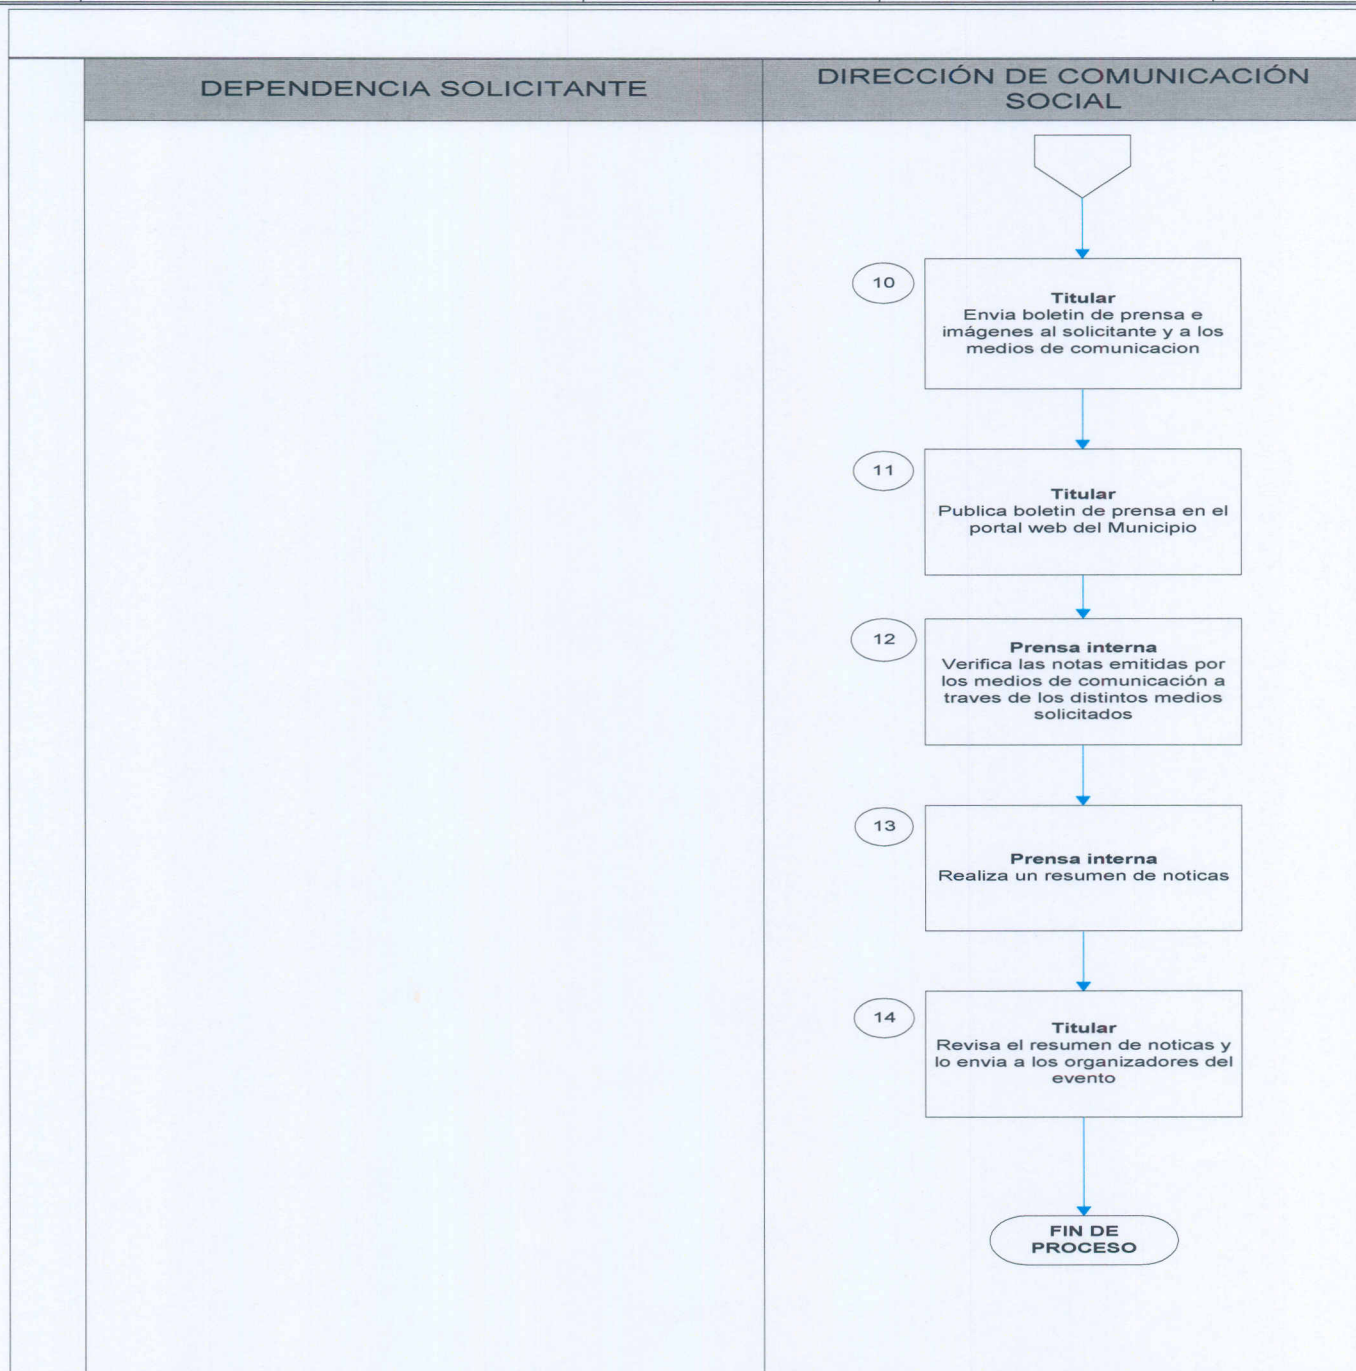 DEPENDENCIA SOLICITANTE
DIRECCIÓN DE COMUNICACIÓN
SOCIAL
10
Titular
Envia boletin de prensa e
imágenes al solicitante y a los
medios de comunicacion
11
Titular
Publica boletin de prensa en el
portal web del Municipio
12
Prensa interna
Verifica las notas emitidas por
los medios de comunicación a
traves de los distintos medios
solicitados
13
Prensa interna
Realiza un resumen de noticas
14
Titular
Revisa el resumen de noticas y
lo envia a los organizadores del
evento
FIN DE
PROCESO